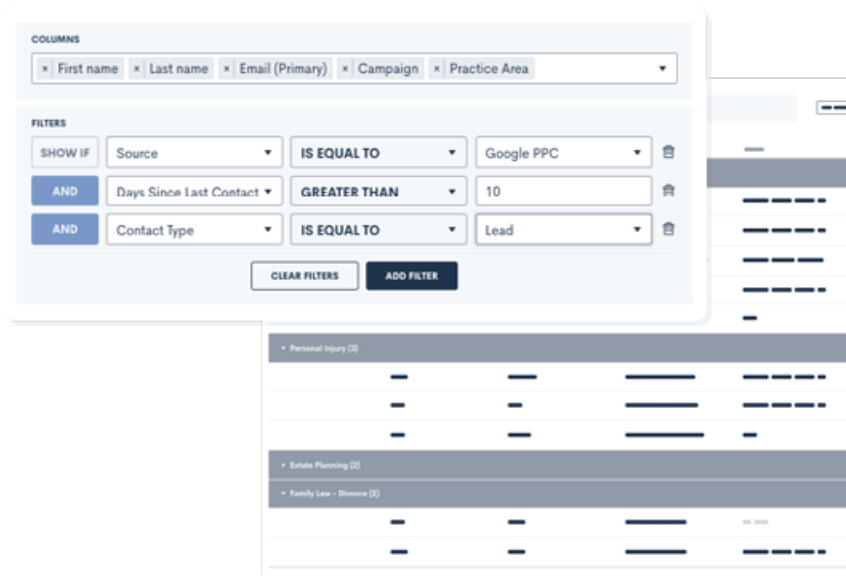 COLUMNS
× First name × Last name × Email (Primary) × Campaign × Practice Area
FILTERS
SHOW IF Source IS EQUAL TO Google PPC
AND Days Since Last Contact GREATER THAN 10
AND Contact Type IS EQUAL TO Lead
CLEAR FILTERS ADD FILTER
Personal Injury (3)
Estate Planning (2)
Family Law - Divorce (2)